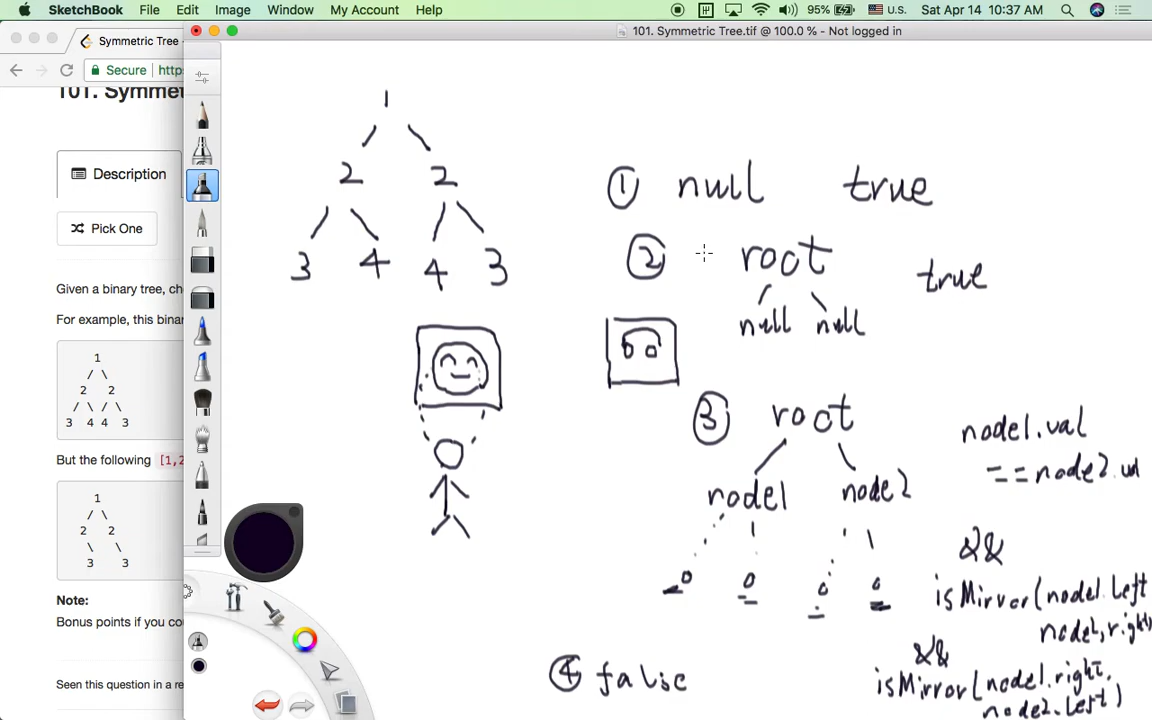 SketchBook File Edit Image Window My Account Help 95% U.S. Sat Apr 14 10:37 AM
Symmetric Tree
101. Symmetric Tree.tif @ 100.0 % - Not logged in
Secure https
101. Symme
Description
Pick One
Given a binary tree, ch
For example, this binar
1
/ \
2 2
/ \ / \
3 4 4 3
But the following [1,2
1
/ \
2 2
\ \
3 3
Note:
Bonus points if you cou
Seen this question in a re
1
2 2
3 4 4 3
① null true
② root true
null null
③ root
node1 node2
node1.val
== node2.val
&&
isMirror(node1.left
node2.right
&&
isMirror(node1.right,
node2.left)
④ false